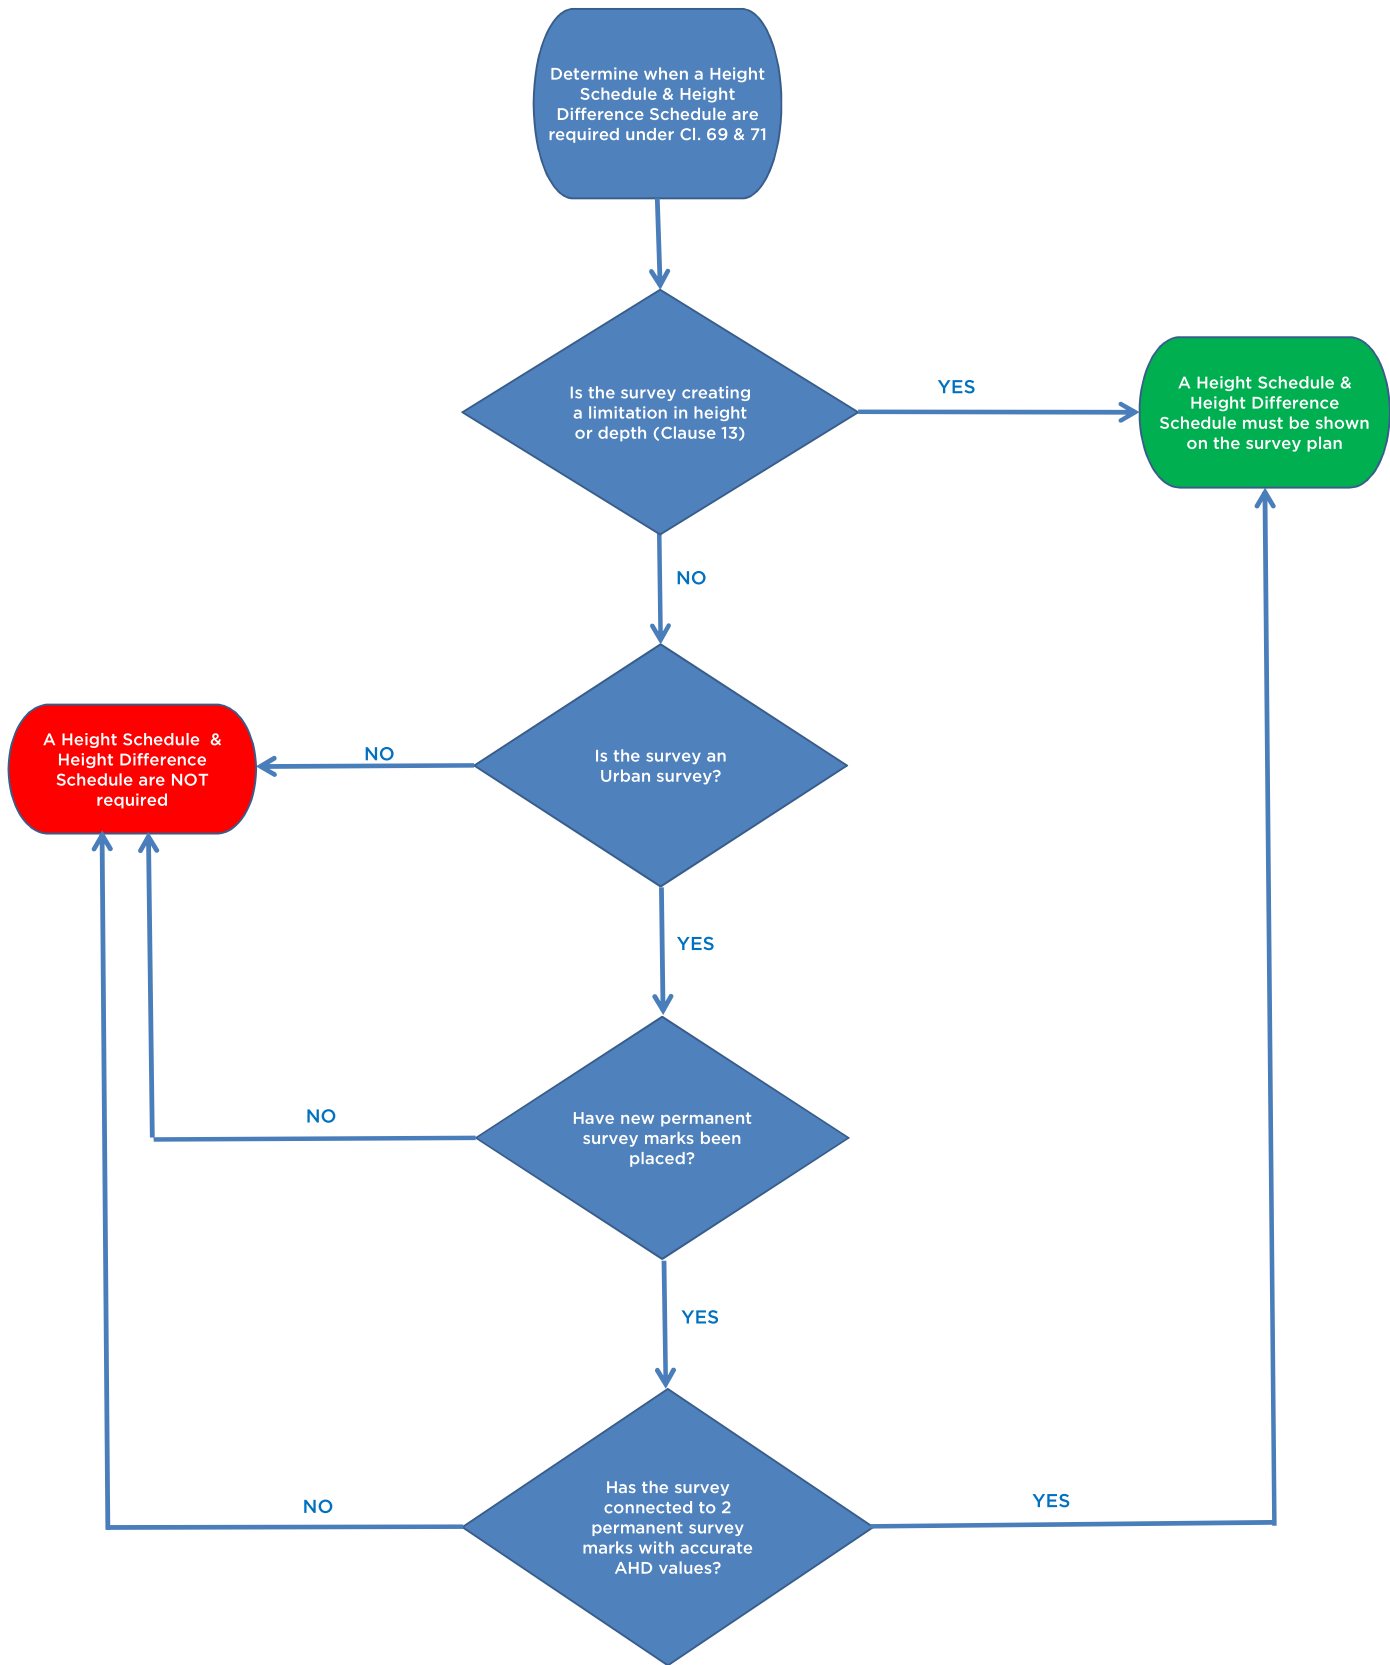 Determine when a Height
Schedule & Height
Difference Schedule are
required under Cl. 69 & 71
Is the survey creating
a limitation in height
or depth (Clause 13)
YES
A Height Schedule &
Height Difference
Schedule must be shown
on the survey plan
NO
Is the survey an
Urban survey?
NO
A Height Schedule  &
Height Difference
Schedule are NOT
required
YES
Have new permanent
survey marks been
placed?
NO
YES
Has the survey
connected to 2
permanent survey
marks with accurate
AHD values?
NO
YES